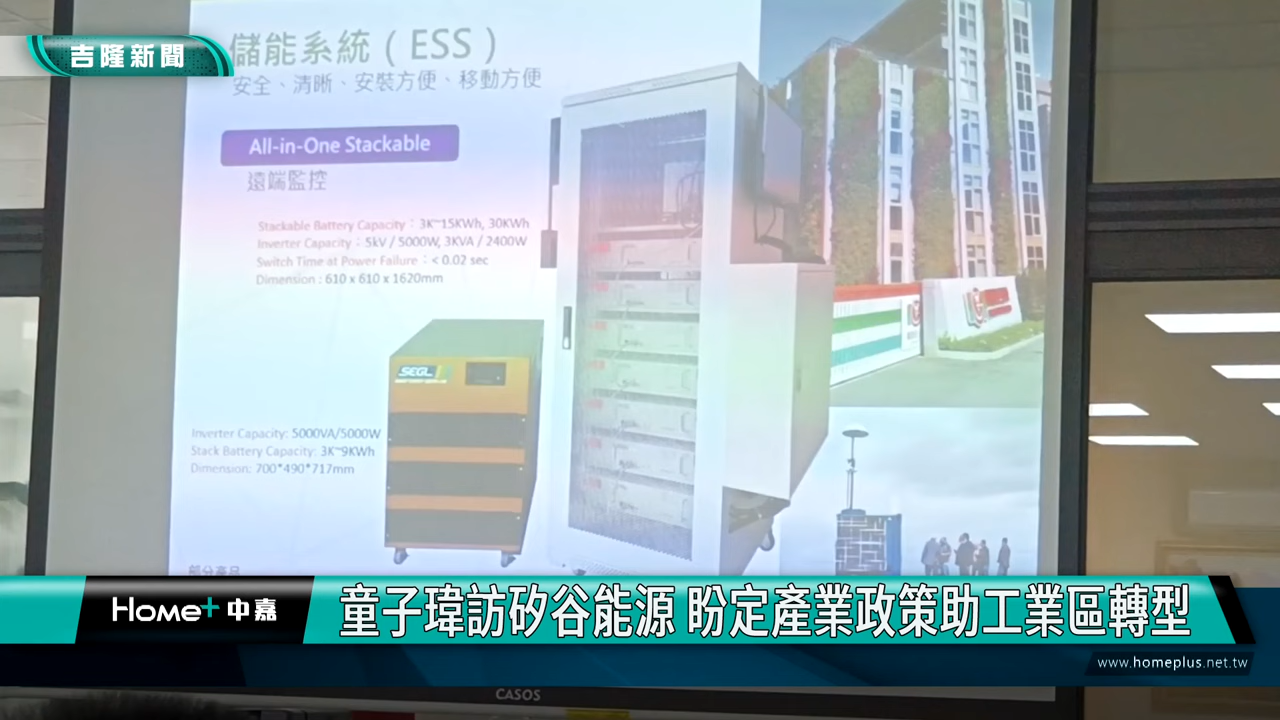 吉隆新聞
儲能系統 ( ESS )
安全、清晰、安裝方便、移動方便
All-in-One Stackable
遠端監控
Stackable Battery Capacity : 3K~15KWh, 30KWh
Inverter Capacity : 5kV / 5000W, 3KVA / 2400W
Switch Time at Power Failure : < 0.02 sec
Dimension : 610 x 610 x 1620mm
SEGL
Inverter Capacity: 5000VA/5000W
Stack Battery Capacity: 3K~9KWh
Dimension: 700*490*717mm
部分產品
Home+ 中嘉
童子瑋訪矽谷能源 盼定產業政策助工業區轉型
www.homeplus.net.tw
CASOS